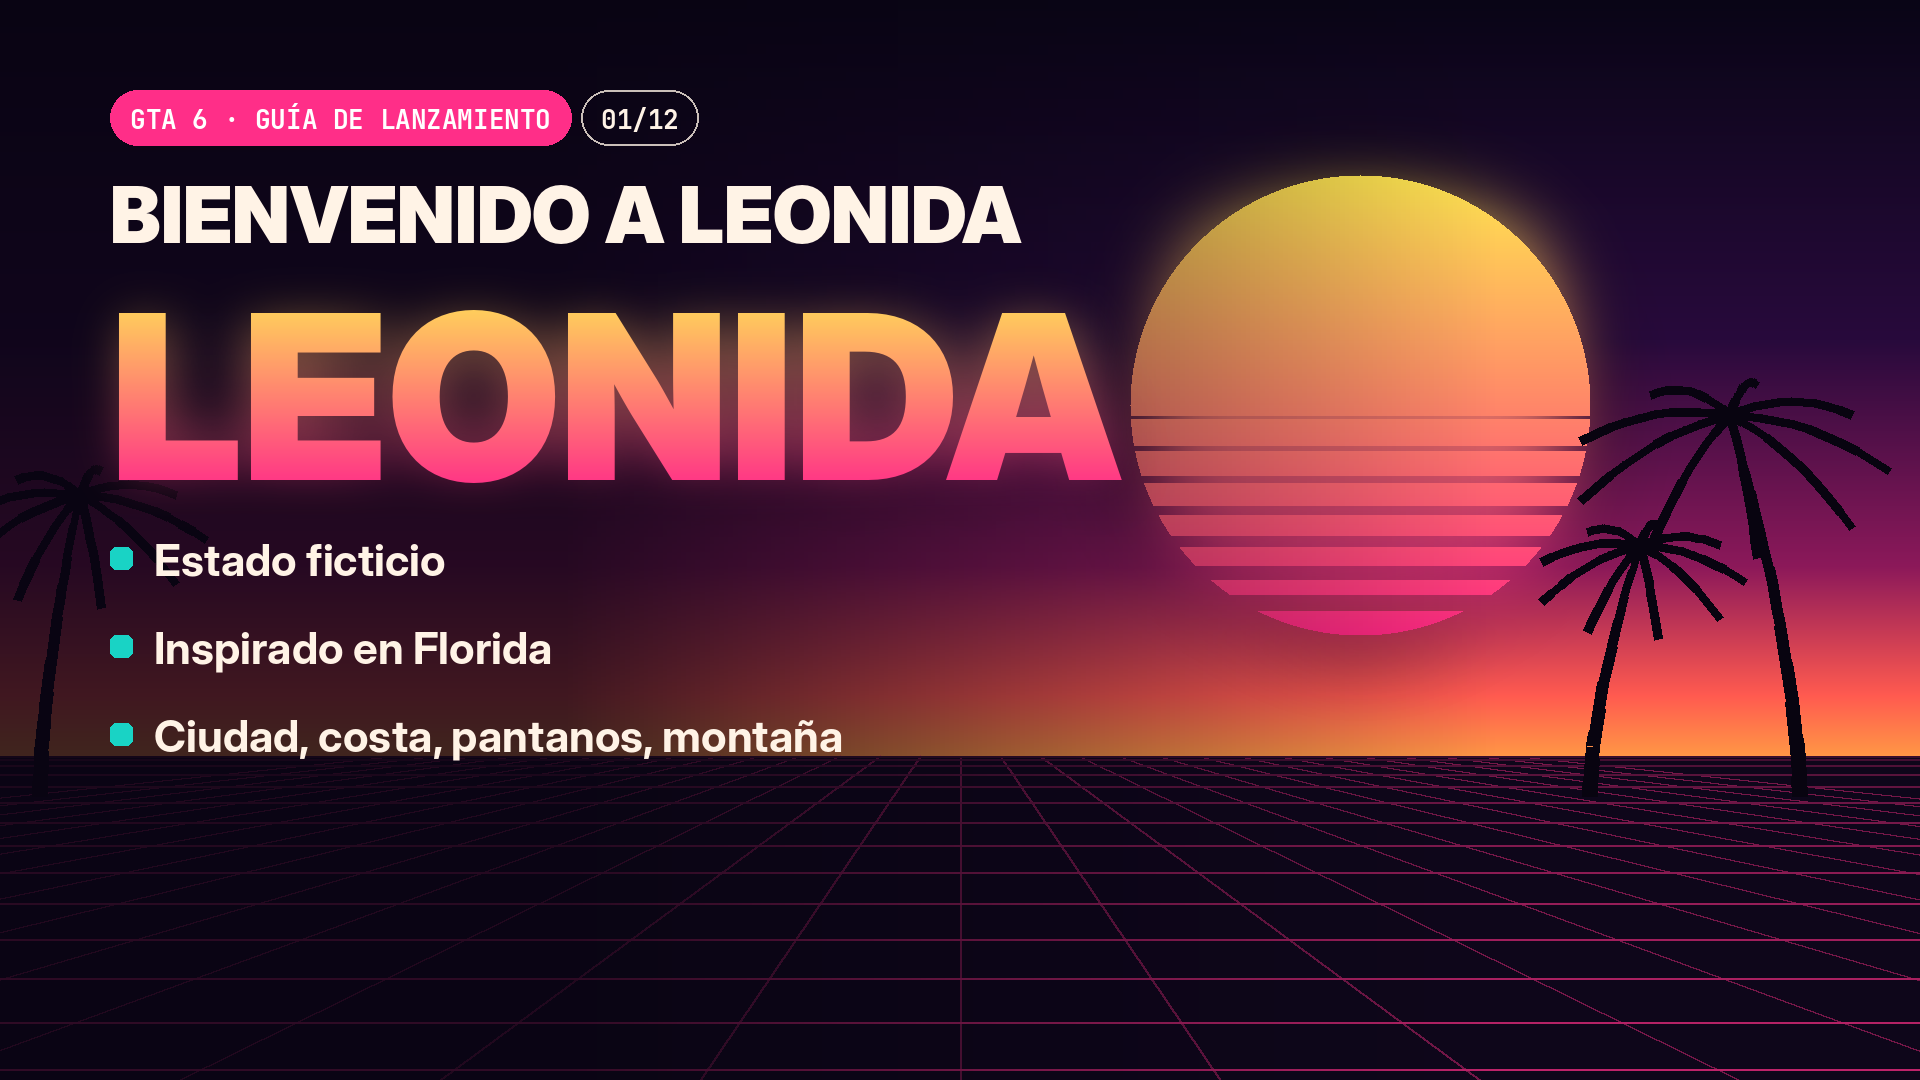 GTA 6 · GUÍA DE LANZAMIENTO 01/12
BIENVENIDO A LEONIDA
LEONIDA
Estado ficticio
Inspirado en Florida
Ciudad, costa, pantanos, montaña